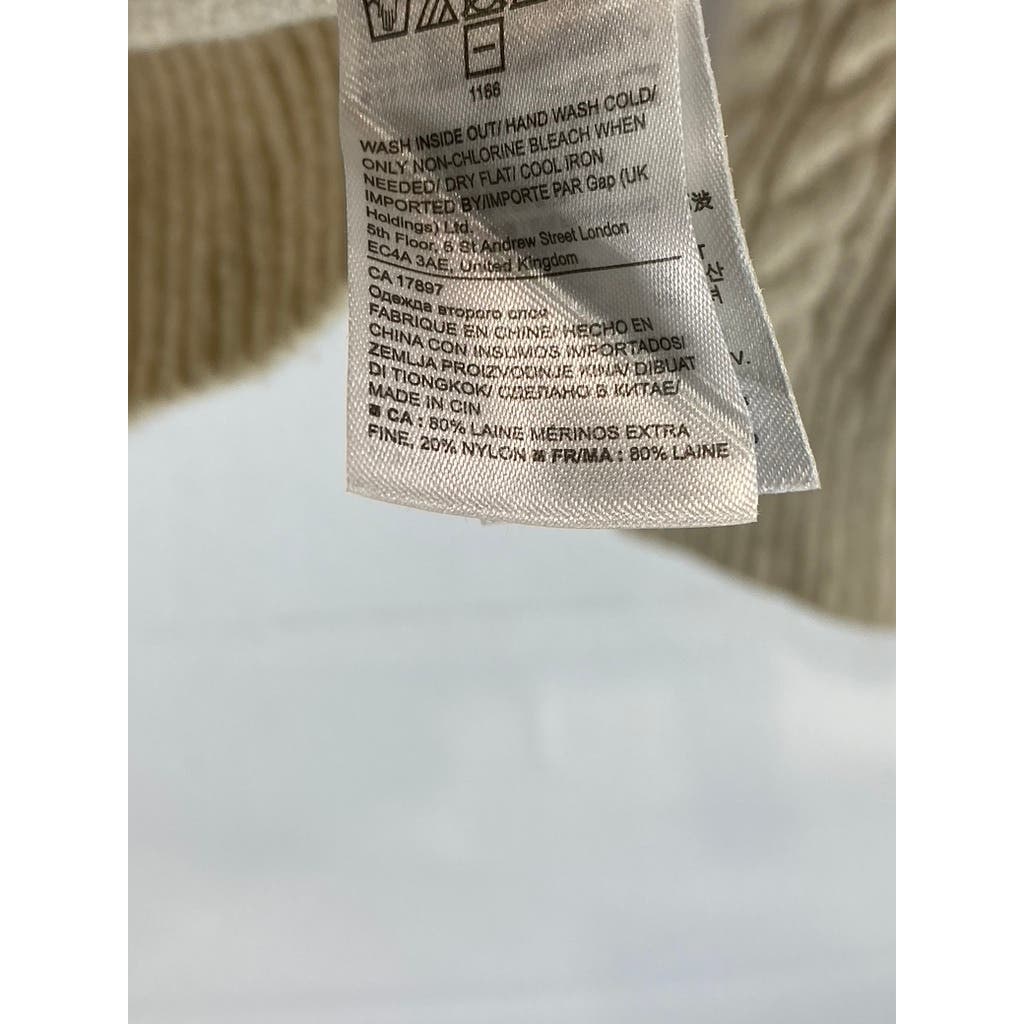 1166
WASH INSIDE OUT/ HAND WASH COLD/
ONLY NON-CHLORINE BLEACH WHEN
NEEDED/ DRY FLAT/ COOL IRON
IMPORTED BY/IMPORTE PAR Gap (UK
Holdings) Ltd.
5th Floor, 6 St Andrew Street London
EC4A 3AE, United Kingdom
CA 17897
Одежда второго слоя
FABRIQUE EN CHINE/ HECHO EN
CHINA CON INSUMOS IMPORTADOS/
ZEMLJA PROIZVODNJE KINA/ DIBUAT
DI TIONGKOK/ СДЕЛАНО В КИТАЕ/
MADE IN CIN
■ CA : 80% LAINE MERINOS EXTRA
FINE, 20% NYLON ■ FR/MA : 80% LAINE
渋
산
여
V.